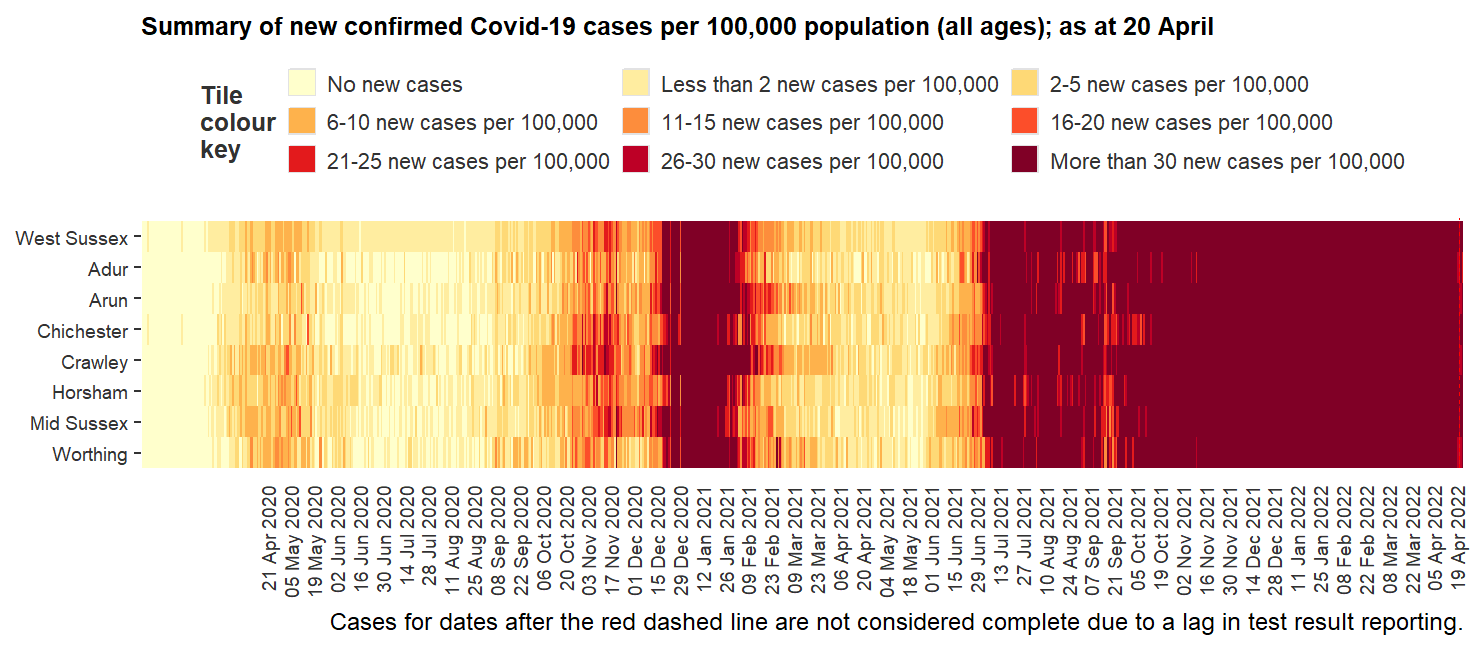 Summary of new confirmed Covid-19 cases per 100,000 population (all ages); as at 20 April
Tile
colour
key
No new cases
Less than 2 new cases per 100,000
2-5 new cases per 100,000
6-10 new cases per 100,000
11-15 new cases per 100,000
16-20 new cases per 100,000
21-25 new cases per 100,000
26-30 new cases per 100,000
More than 30 new cases per 100,000
West Sussex
Adur
Arun
Chichester
Crawley
Horsham
Mid Sussex
Worthing
21 Apr 2020
05 May 2020
19 May 2020
02 Jun 2020
16 Jun 2020
30 Jun 2020
14 Jul 2020
28 Jul 2020
11 Aug 2020
25 Aug 2020
08 Sep 2020
22 Sep 2020
06 Oct 2020
20 Oct 2020
03 Nov 2020
17 Nov 2020
01 Dec 2020
15 Dec 2020
29 Dec 2020
12 Jan 2021
26 Jan 2021
09 Feb 2021
23 Feb 2021
09 Mar 2021
23 Mar 2021
06 Apr 2021
20 Apr 2021
04 May 2021
18 May 2021
01 Jun 2021
15 Jun 2021
29 Jun 2021
13 Jul 2021
27 Jul 2021
10 Aug 2021
24 Aug 2021
07 Sep 2021
21 Sep 2021
05 Oct 2021
19 Oct 2021
02 Nov 2021
16 Nov 2021
30 Nov 2021
14 Dec 2021
28 Dec 2021
11 Jan 2022
25 Jan 2022
08 Feb 2022
22 Feb 2022
08 Mar 2022
22 Mar 2022
05 Apr 2022
19 Apr 2022
Cases for dates after the red dashed line are not considered complete due to a lag in test result reporting.